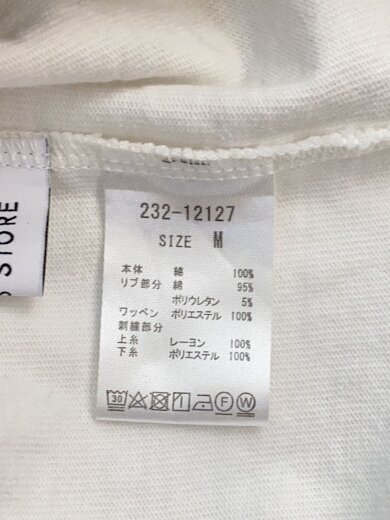 232-12127
SIZE M
本体 綿 100%
リブ部分 綿 95%
ポリウレタン 5%
ワッペン ポリエステル 100%
刺繍部分
上糸 レーヨン 100%
下糸 ポリエステル 100%
30 F W
STORE